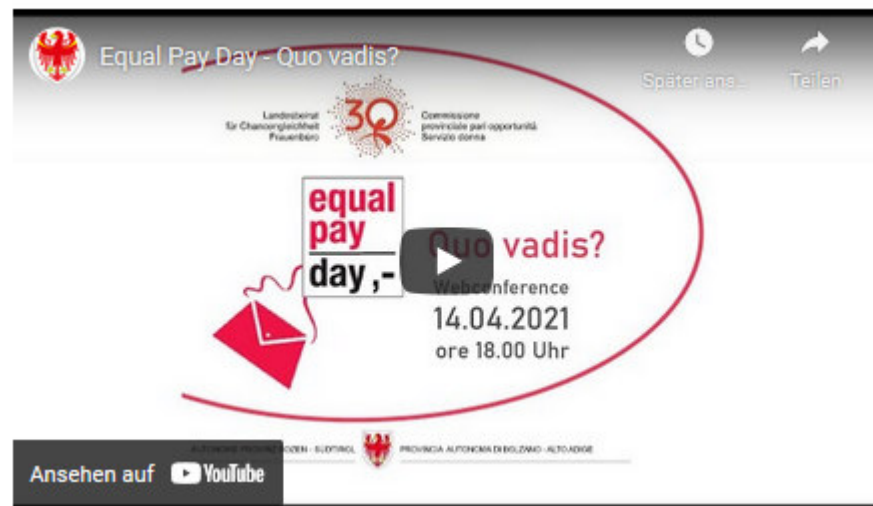 Equal Pay Day - Quo vadis?
Später ans...
Teilen
Landesbeirat
für Chancengleichheit
Frauenbüro
30
Commissione
provinciale pari opportunità
Servizio donna
equal
pay
day ,-
Quo vadis?
Webconference
14.04.2021
ore 18.00 Uhr
BOZEN - SÜDTIROL
PROVINCIA AUTONOMA DI BOLZANO - ALTO ADIGE
Ansehen auf YouTube